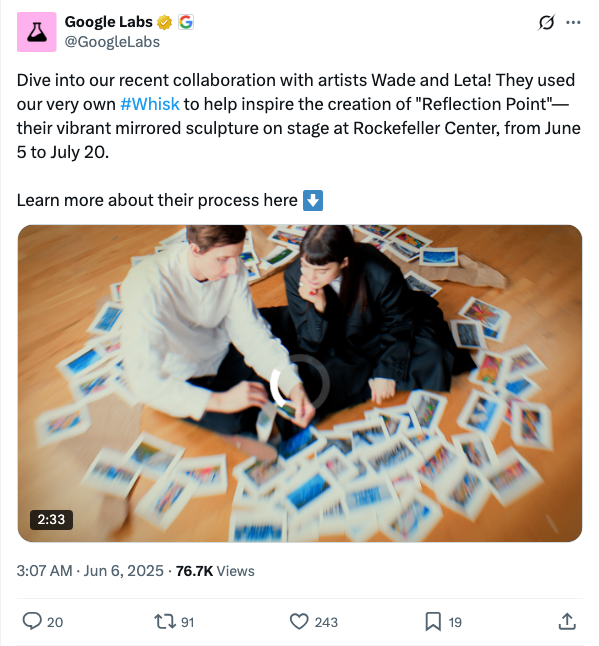 Google Labs
@GoogleLabs
Dive into our recent collaboration with artists Wade and Leta! They used
our very own #Whisk to help inspire the creation of "Reflection Point"—
their vibrant mirrored sculpture on stage at Rockefeller Center, from June
5 to July 20.
Learn more about their process here ⬇️
2:33
3:07 AM · Jun 6, 2025 · 76.7K Views
20 91 243 19